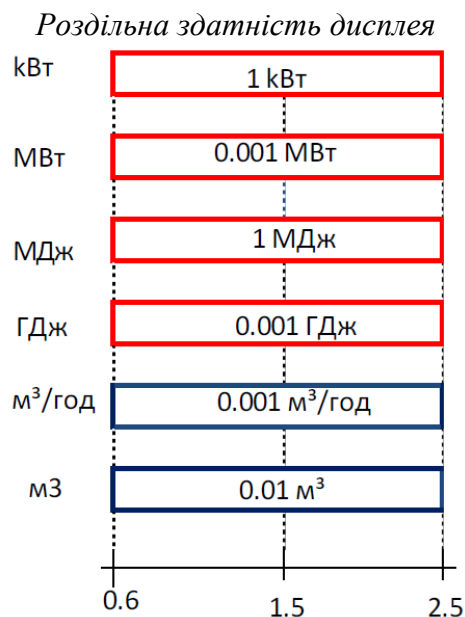 Роздільна здатність дисплея
kВт
1 kВт
МВт
0.001 МВт
МДж
1 МДж
ГДж
0.001 ГДж
м³/год
0.001 м³/год
м3
0.01 м³
0.6 1.5 2.5